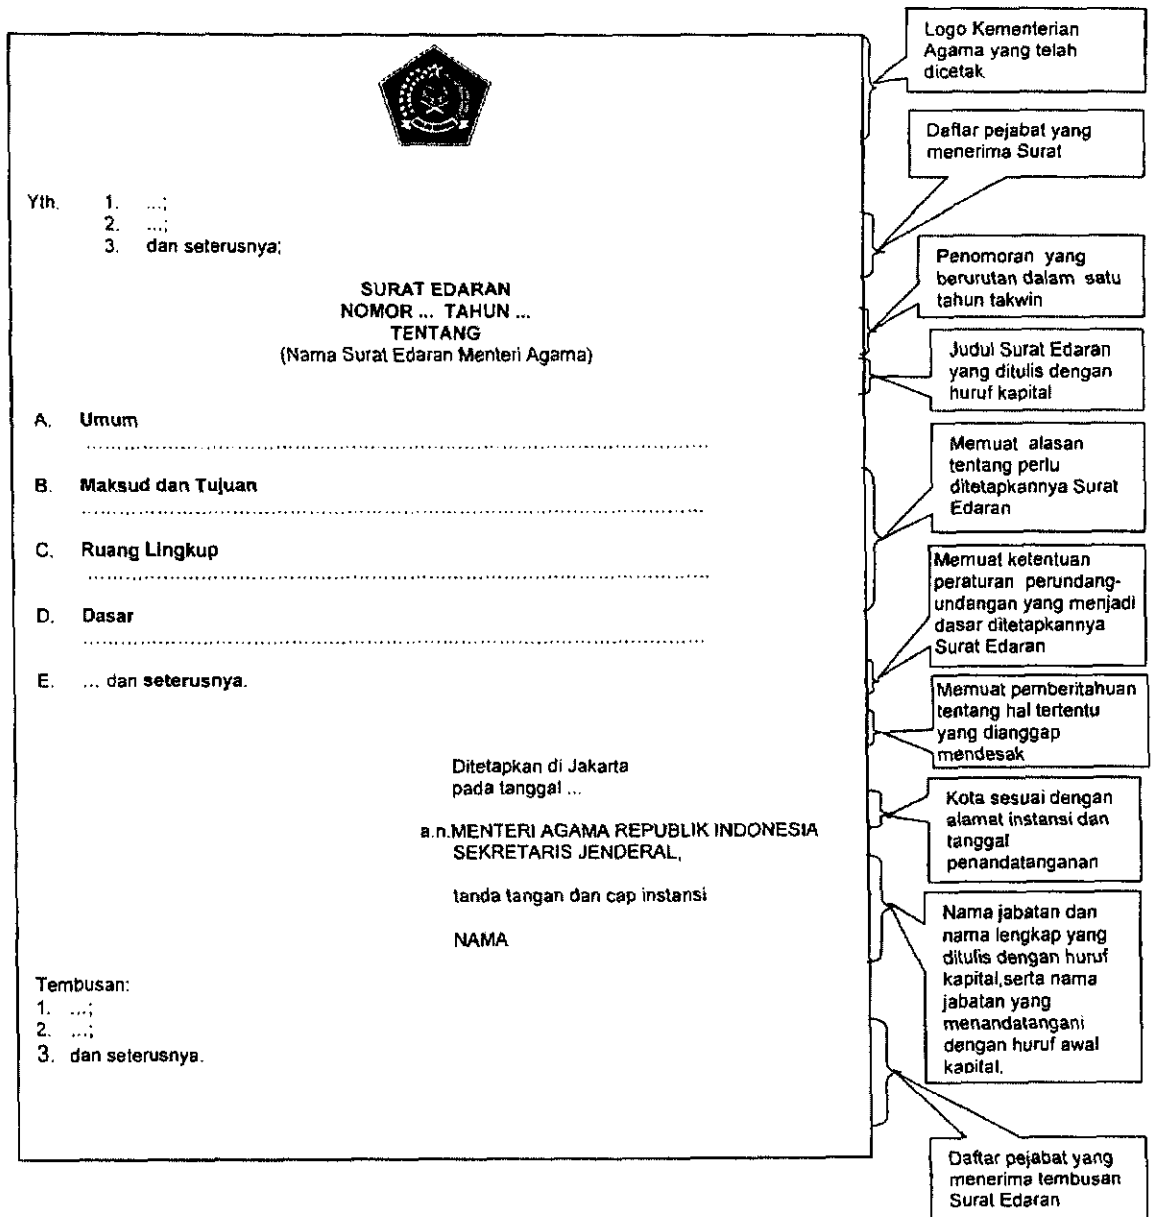 Logo Kementerian
Agama yang telah
dicetak
Daftar pejabat yang
menerima Surat
Yth. 1. ...;
2. ...;
3. dan seterusnya;
Penomoran yang
berurutan dalam satu
tahun takwin
SURAT EDARAN
NOMOR ... TAHUN ...
TENTANG
(Nama Surat Edaran Menteri Agama)
Judul Surat Edaran
yang ditulis dengan
huruf kapital
A. Umum
..........
Memuat alasan
tentang perlu
ditetapkannya Surat
Edaran
B. Maksud dan Tujuan
..........
C. Ruang Lingkup
..........
Memuat ketentuan
peraturan perundang-
undangan yang menjadi
dasar ditetapkannya
Surat Edaran
D. Dasar
..........
E. ... dan seterusnya.
Memuat pemberitahuan
tentang hal tertentu
yang dianggap
mendesak
Ditetapkan di Jakarta
pada tanggal ...
Kota sesuai dengan
alamat instansi dan
tanggal
penandatanganan
a.n.MENTERI AGAMA REPUBLIK INDONESIA
SEKRETARIS JENDERAL,
tanda tangan dan cap instansi
NAMA
Nama jabatan dan
nama lengkap yang
ditulis dengan huruf
kapital,serta nama
jabatan yang
menandatangani
dengan huruf awal
kapital.
Tembusan:
1. ...;
2. ...;
3. dan seterusnya.
Daftar pejabat yang
menerima tembusan
Surat Edaran